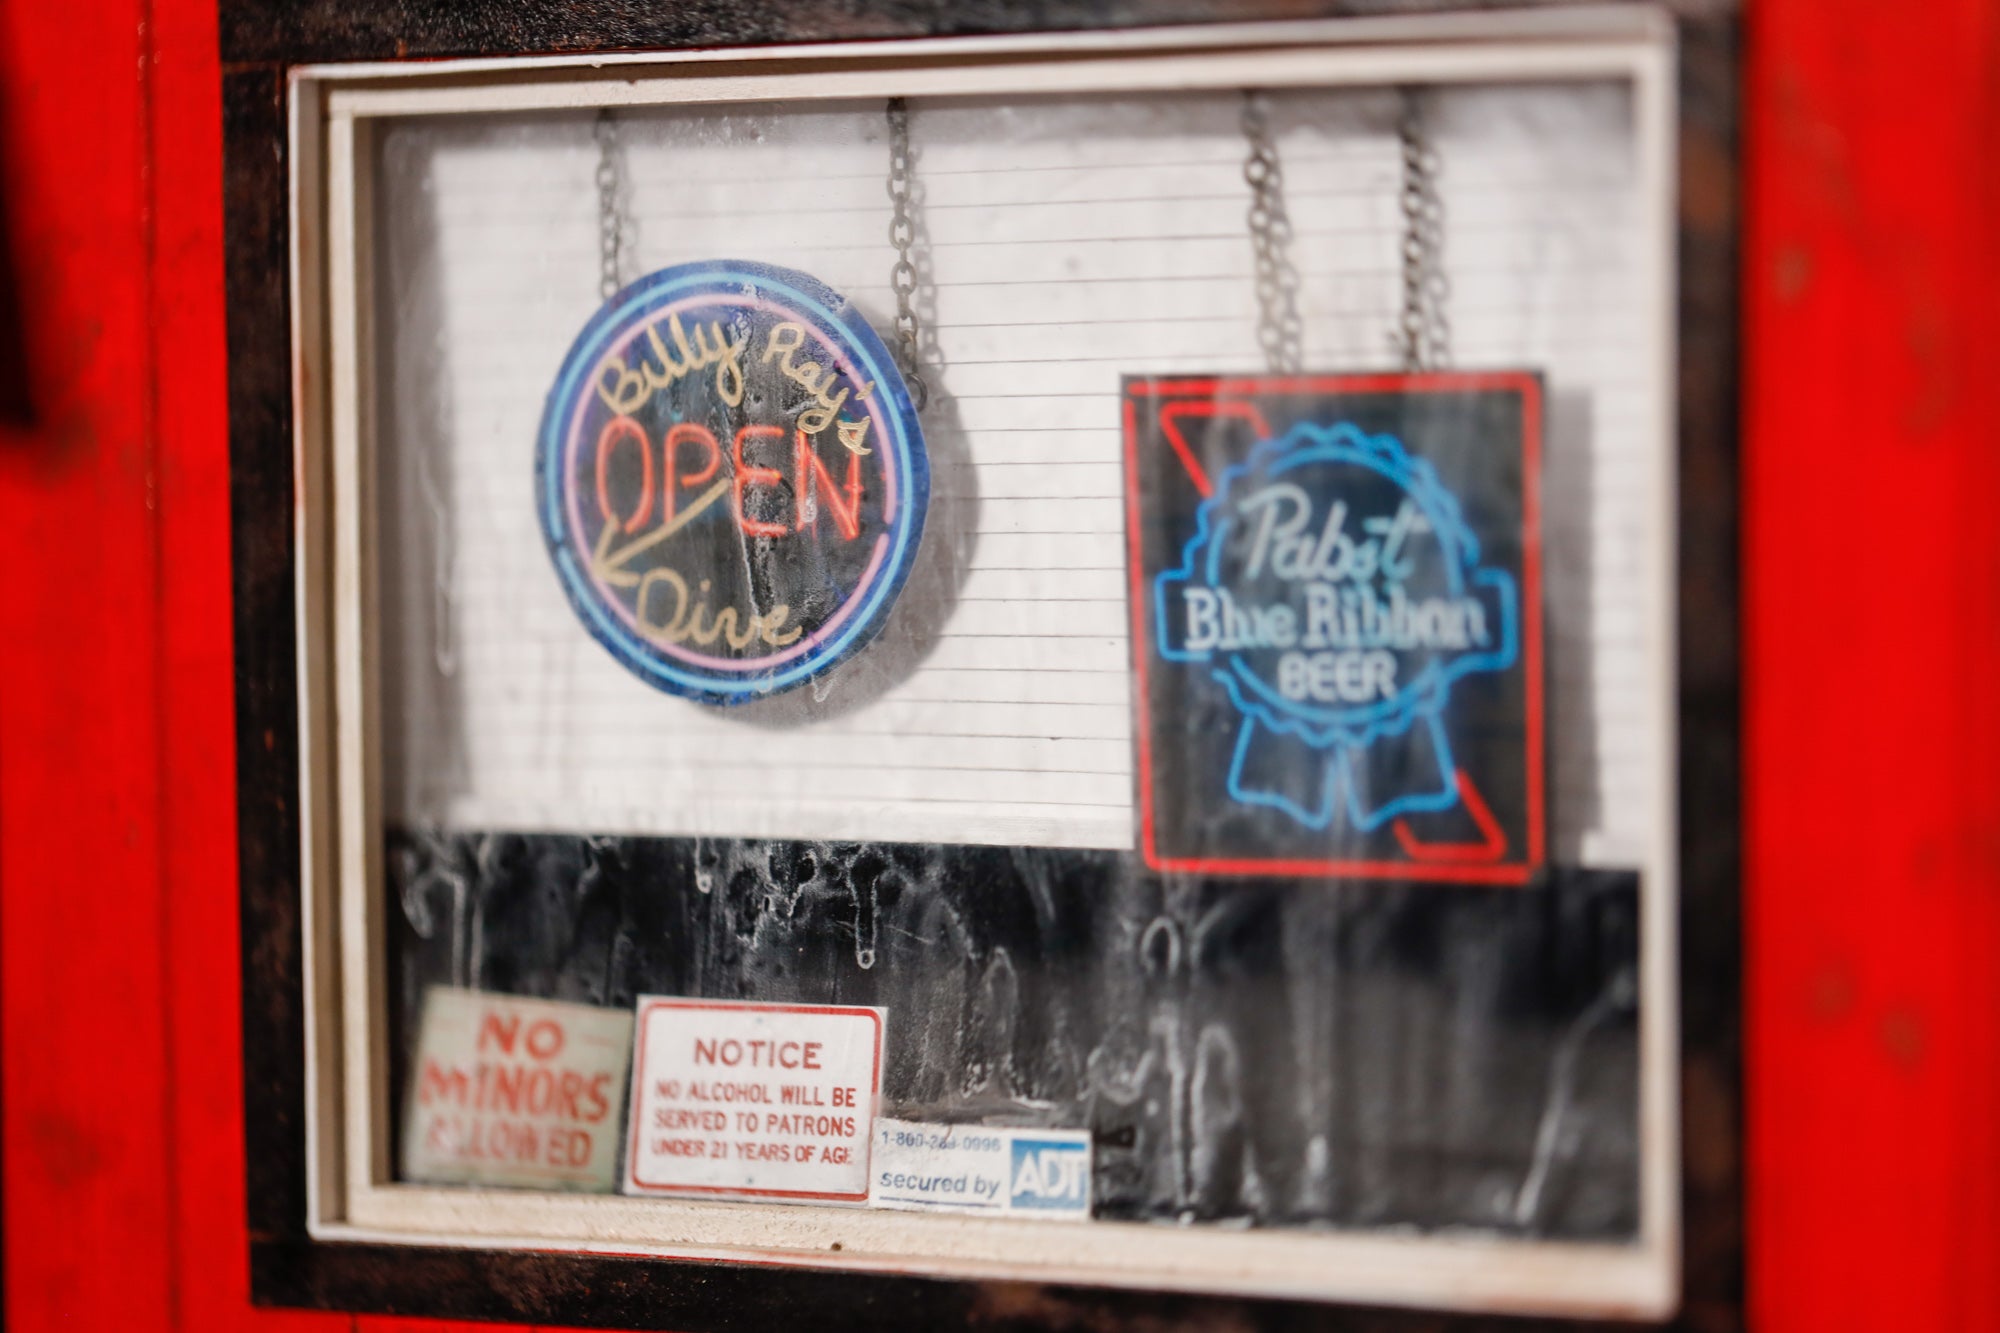 Billy Ray's
OPEN
Dive
Pabst
Blue Ribbon
BEER
NO
MINORS
ALLOWED
NOTICE
NO ALCOHOL WILL BE
SERVED TO PATRONS
UNDER 21 YEARS OF AGE
secured by ADT